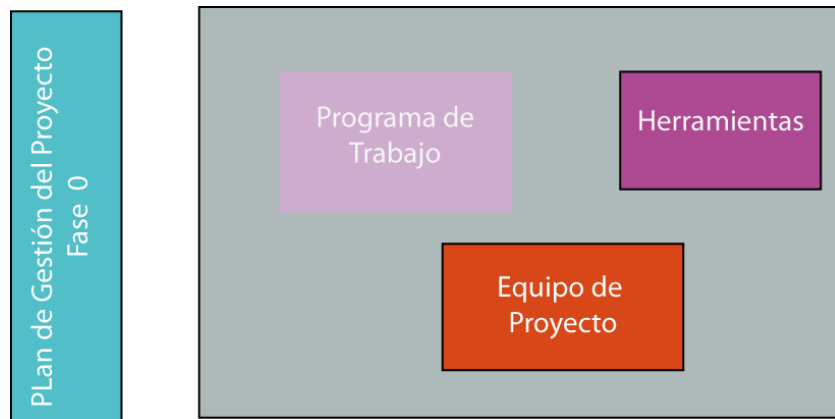 PLan de Gestión del Proyecto
Fase 0
Programa de
Trabajo
Herramientas
Equipo de
Proyecto